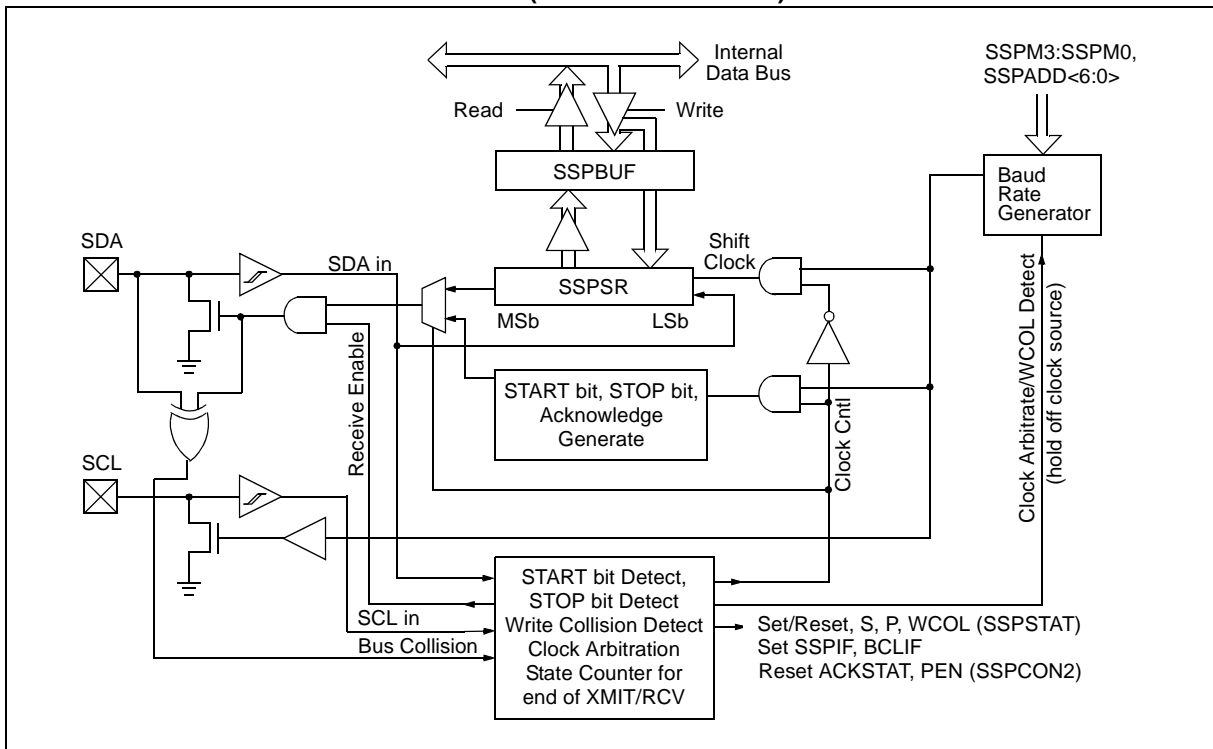 Internal
Data Bus
SSPM3:SSPM0,
SSPADD<6:0>
Read
Write
SSPBUF
Baud
Rate
Generator
SDA
SDA in
Shift
Clock
SSPSR
MSb
LSb
START bit, STOP bit,
Acknowledge
Generate
Receive Enable
Clock Cntl
Clock Arbitrate/WCOL Detect
(hold off clock source)
SCL
SCL in
Bus Collision
START bit Detect,
STOP bit Detect
Write Collision Detect
Clock Arbitration
State Counter for
end of XMIT/RCV
Set/Reset, S, P, WCOL (SSPSTAT)
Set SSPIF, BCLIF
Reset ACKSTAT, PEN (SSPCON2)